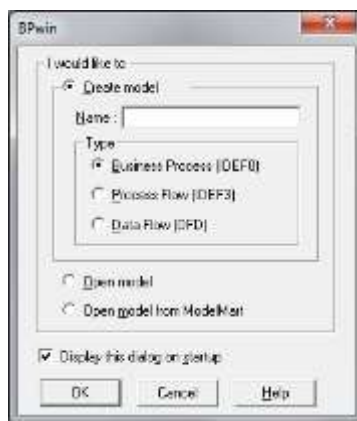 BPwin
I would like to
Create model
Name :
Type
Business Process (IDEF0)
Process Flow (IDEF3)
Data Flow (DFD)
Open model
Open model from ModelMart
Display this dialog on startup
OK Cancel Help